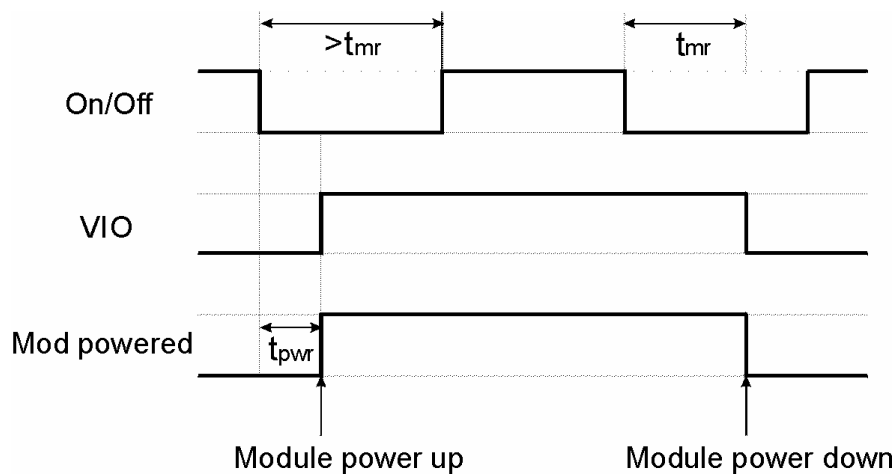 >tmr
tmr
On/Off
VIO
Mod powered
tpwr
Module power up
Module power down